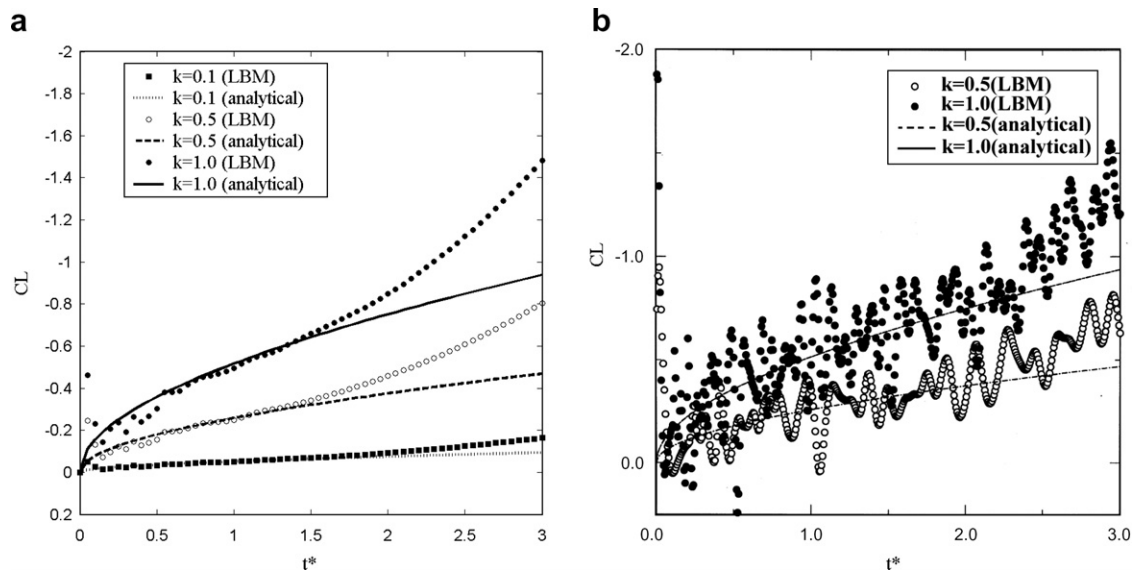 a
-2
-1.8
-1.6
-1.4
-1.2
-1
-0.8
-0.6
-0.4
-0.2
0
0.2
CL
k=0.1 (LBM)
k=0.1 (analytical)
k=0.5 (LBM)
k=0.5 (analytical)
k=1.0 (LBM)
k=1.0 (analytical)
0 0.5 1 1.5 2 2.5 3
t*
b
-2.0
-1.0
0.0
CL
k=0.5(LBM)
k=1.0(LBM)
k=0.5(analytical)
k=1.0(analytical)
0.0 1.0 2.0 3.0
t*